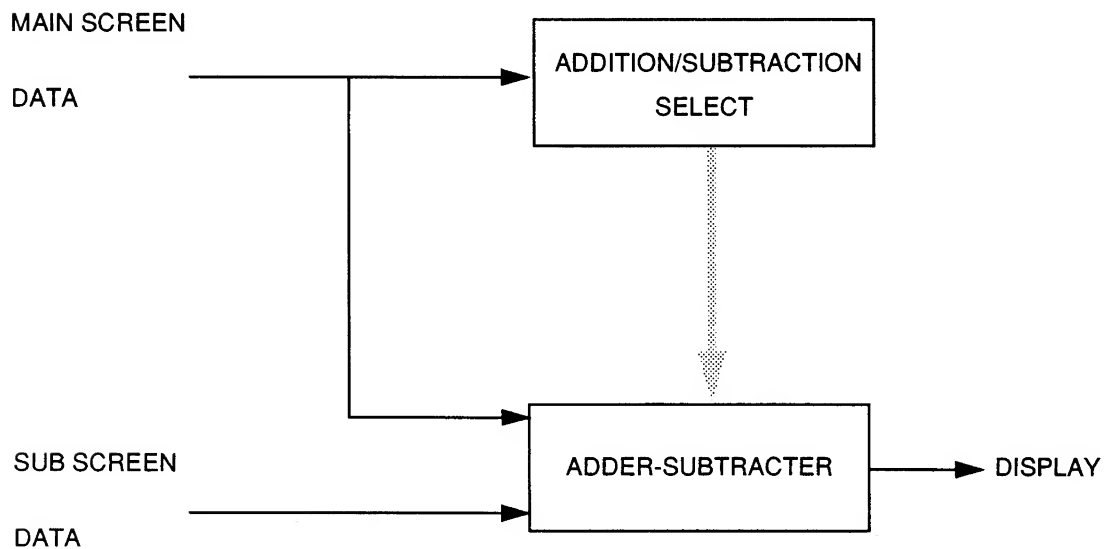 MAIN SCREEN
DATA
ADDITION/SUBTRACTION
SELECT
SUB SCREEN
DATA
ADDER-SUBTRACTER
DISPLAY